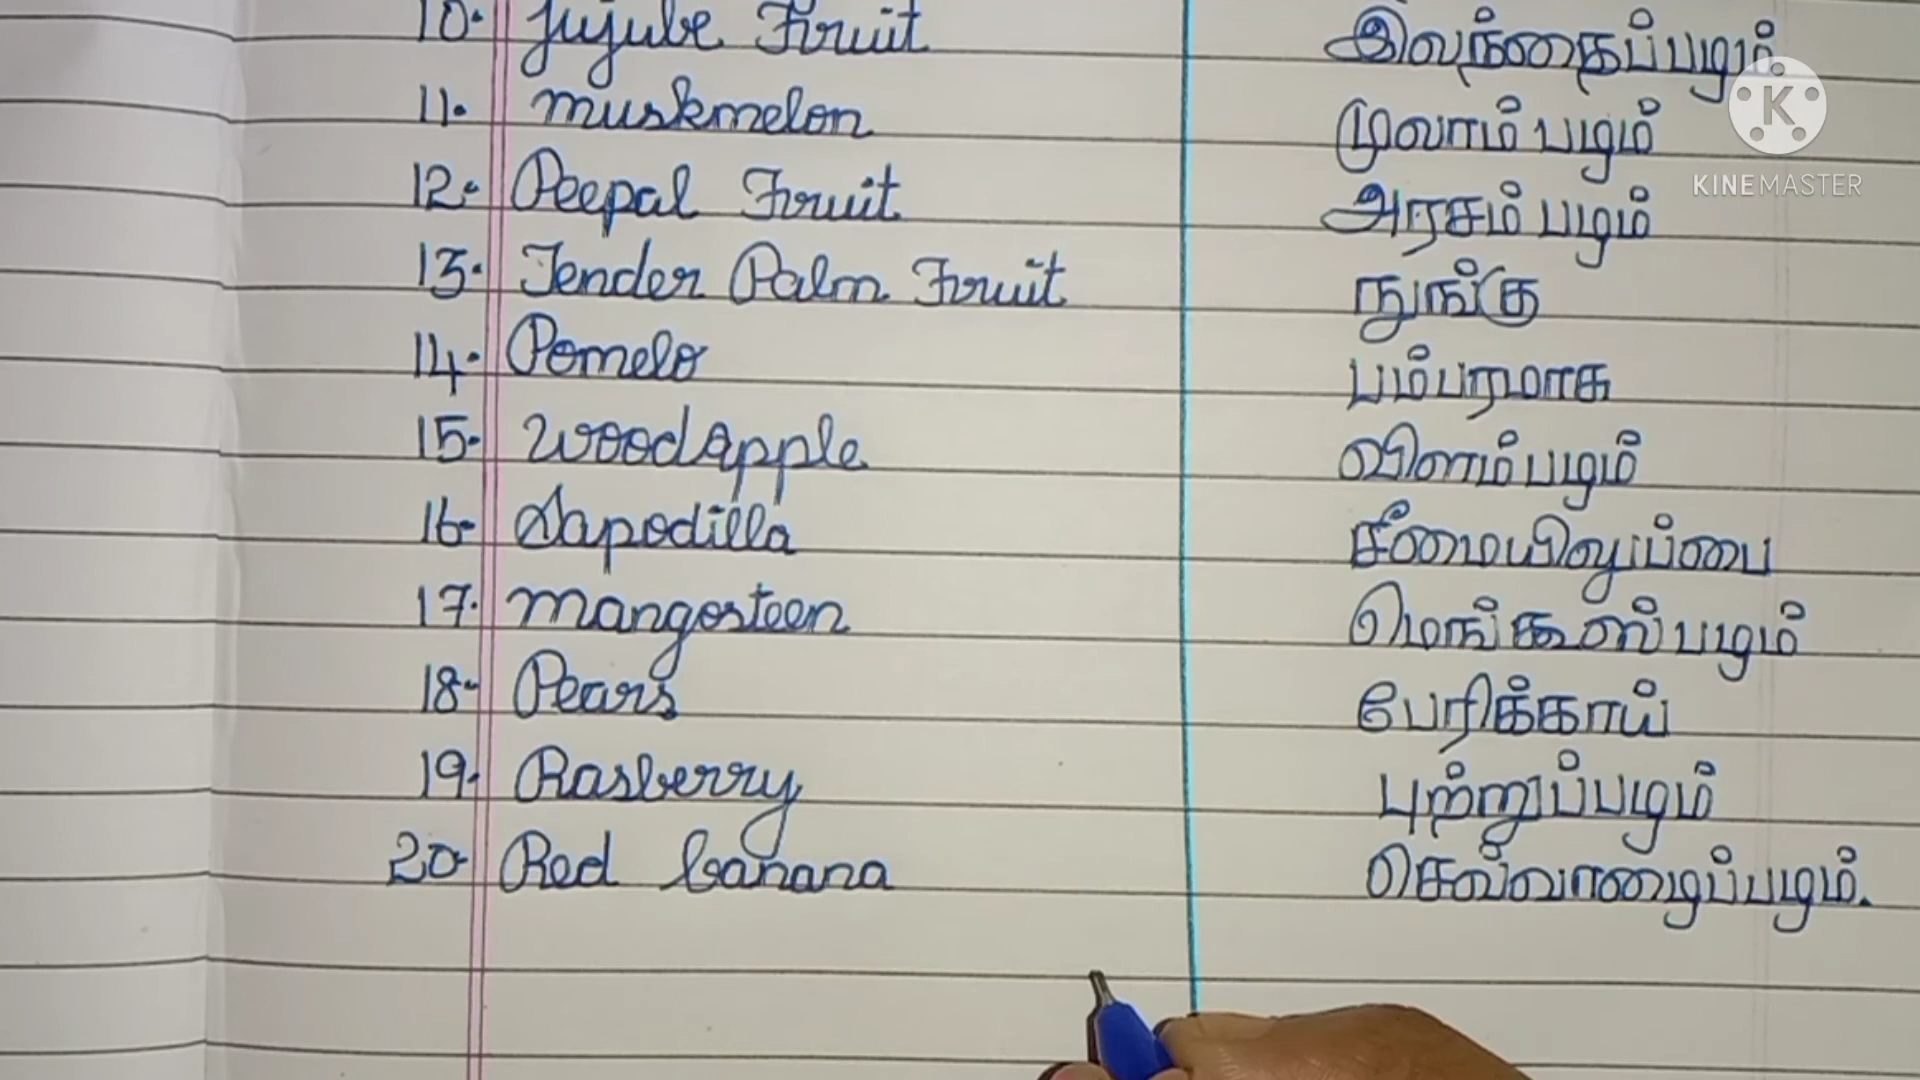 10. Jujube Fruit இலந்தைப்பழம்
11. Muskmelon முலாம் பழம்
12. Peepal Fruit அரசம் பழம்
13. Tender Palm Fruit நுங்கு
14. Pomelo பம்பரமாசு
15. Woodapple விளாம்பழம்
16. Sapodilla சீமையிலுப்பை
17. Mangosteen மெங்கூஸ் பழம்
18. Pears பேரிக்காய்
19. Rasberry புற்றுப்பழம்
20. Red banana செவ்வாழைப்பழம்.
K
KINEMASTER